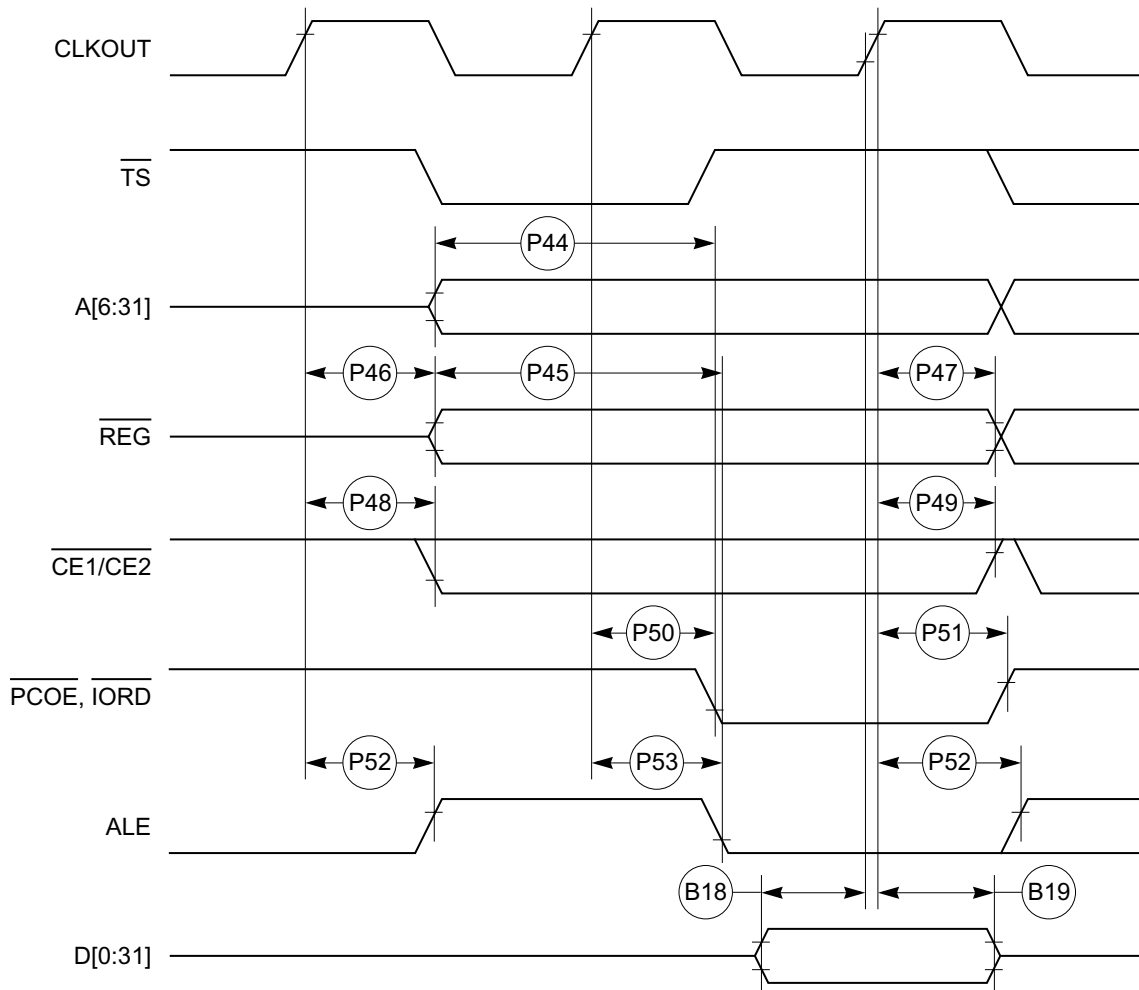 CLKOUT
TS
P44
A[6:31]
P46 P45 P47
REG
P48 P49
CE1/CE2
P50 P51
PCOE, IORD
P52 P53 P52
ALE
B18 B19
D[0:31]